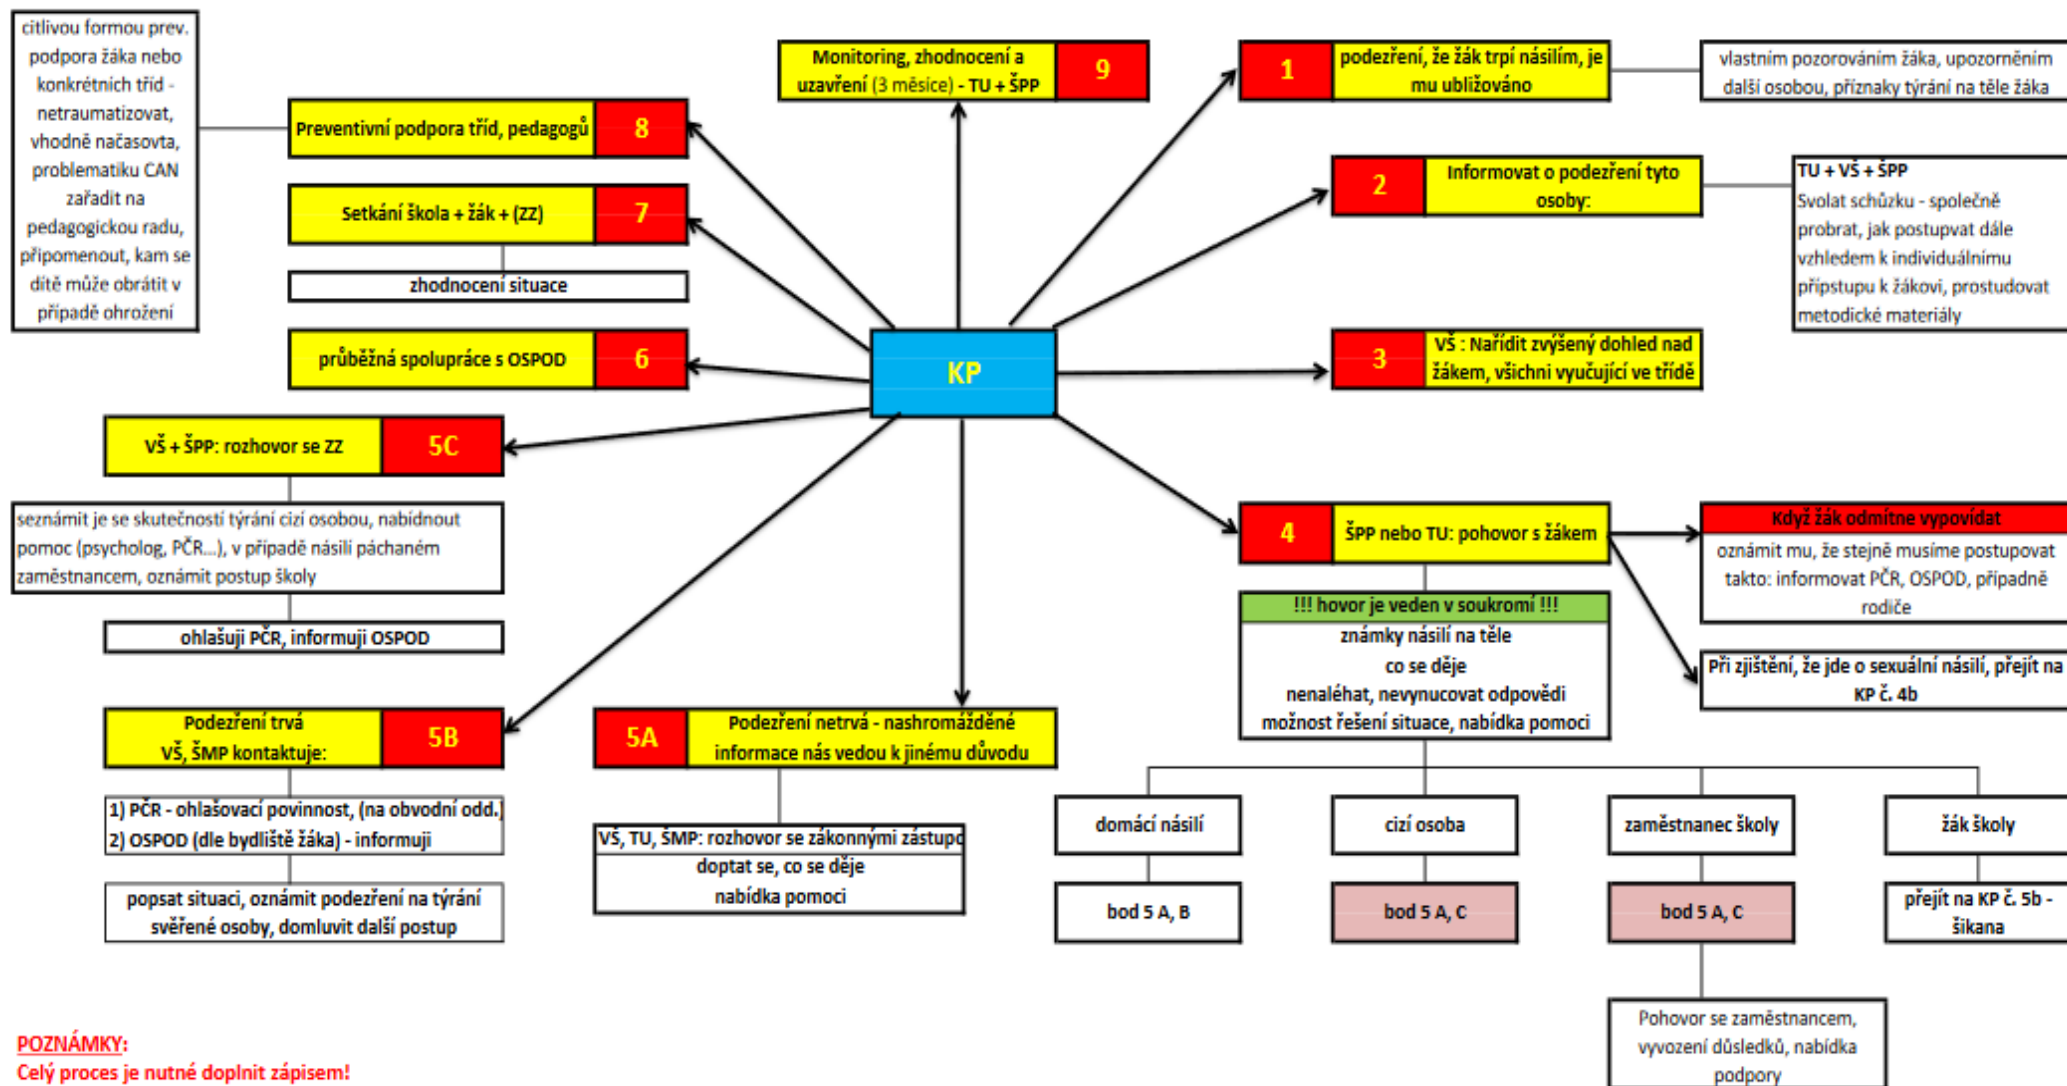 citlivou formou prev.
podpora žáka nebo
konkrétních tříd -
netraumatizovat,
vhodně načasovta,
problematiku CAN
zařadit na
pedagogickou radu,
připomenout, kam se
dítě může obrátit v
případě ohrožení
Monitoring, zhodnocení a
uzavření (3 měsíce) - TU + ŠPP
9
1
podezření, že žák trpí násilím, je
mu ubližováno
vlastním pozorováním žáka, upozorněním
další osobou, příznaky týrání na těle žáka
Preventivní podpora tříd, pedagogů
8
2
Informovat o podezření tyto
osoby:
TU + VŠ + ŠPP
Svolat schůzku - společně
probrat, jak postupvat dále
vzhledem k individuálnímu
přípstupu k žákovi, prostudovat
metodické materiály
Setkání škola + žák + (ZZ)
7
zhodnocení situace
průběžná spolupráce s OSPOD
6
KP
3
VŠ : Nařídit zvýšený dohled nad
žákem, všichni vyučující ve třídě
VŠ + ŠPP: rozhovor se ZZ
5C
seznámit je se skutečností týrání cizí osobou, nabídnout
pomoc (psycholog, PČR...), v případě násilí páchaném
zaměstnancem, oznámit postup školy
ohlašuji PČR, informuji OSPOD
4
ŠPP nebo TU: pohovor s žákem
Když žák odmítne vypovídat
oznámit mu, že stejně musíme postupovat
takto: informovat PČR, OSPOD, případně
rodiče
!!! hovor je veden v soukromí !!!
známky násilí na těle
co se děje
nenaléhat, nevynucovat odpovědi
možnost řešení situace, nabídka pomoci
Při zjištění, že jde o sexuální násilí, přejít na
KP č. 4b
Podezření trvá
VŠ, ŠMP kontaktuje:
5B
1) PČR - ohlašovací povinnost, (na obvodní odd.)
2) OSPOD (dle bydliště žáka) - informuji
popsat situaci, oznámit podezření na týrání
svěřené osoby, domluvit další postup
5A
Podezření netrvá - nashromážděné
informace nás vedou k jinému důvodu
VŠ, TU, ŠMP: rozhovor se zákonnými zástupc
doptat se, co se děje
nabídka pomoci
domácí násilí
cizí osoba
zaměstnanec školy
žák školy
bod 5 A, B
bod 5 A, C
bod 5 A, C
přejít na KP č. 5b -
šikana
Pohovor se zaměstnancem,
vyvození důsledků, nabídka
podpory
POZNÁMKY:
Celý proces je nutné doplnit zápisem!